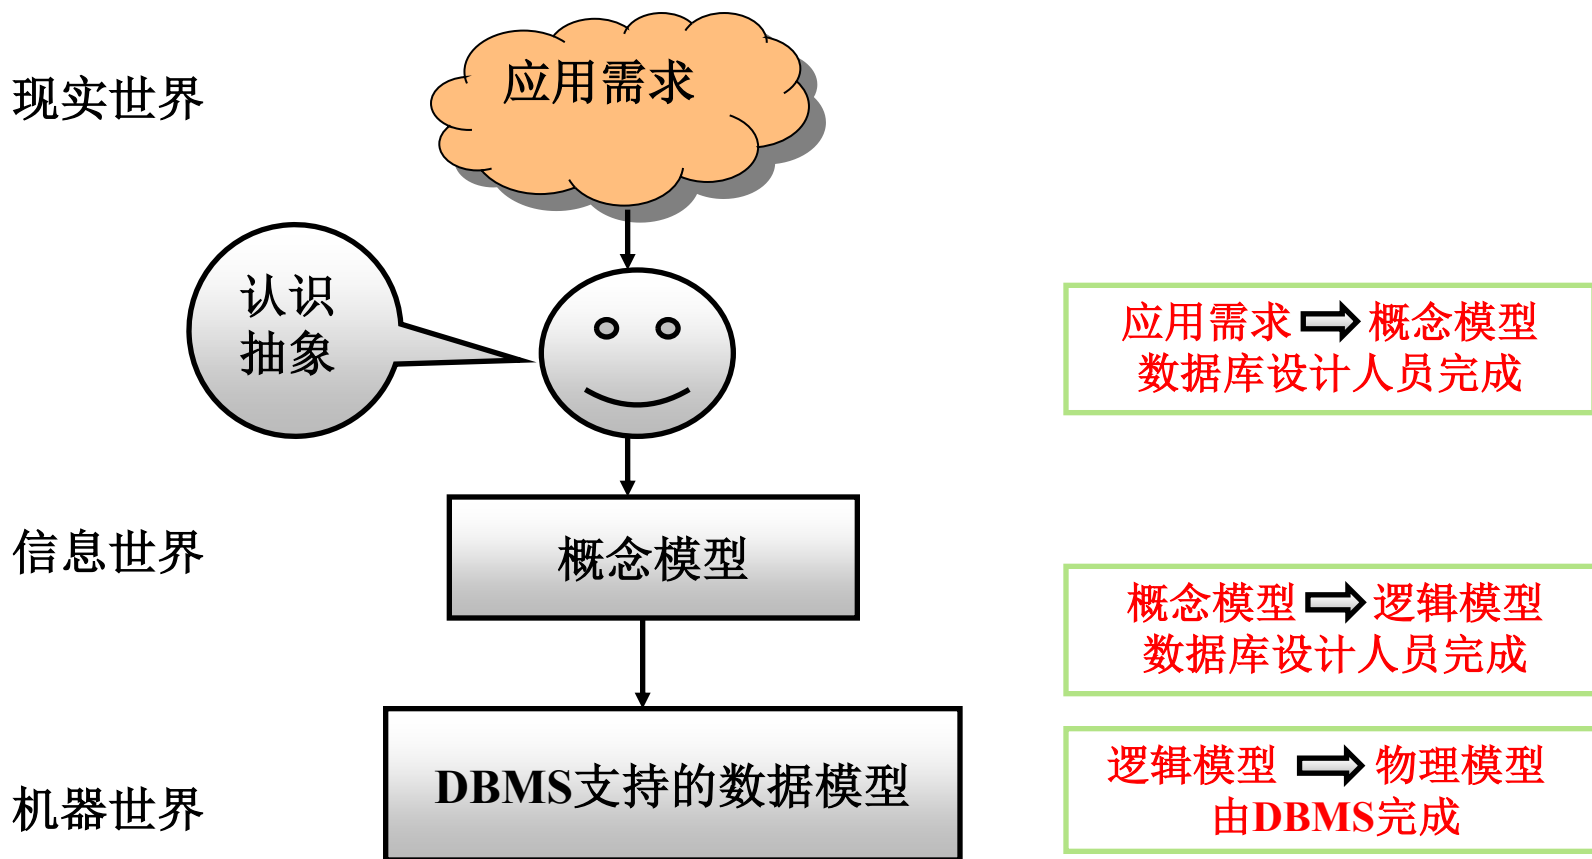 现实世界
应用需求
认识
抽象
应用需求 概念模型
数据库设计人员完成
信息世界
概念模型
概念模型 逻辑模型
数据库设计人员完成
机器世界
DBMS支持的数据模型
逻辑模型 物理模型
由DBMS完成